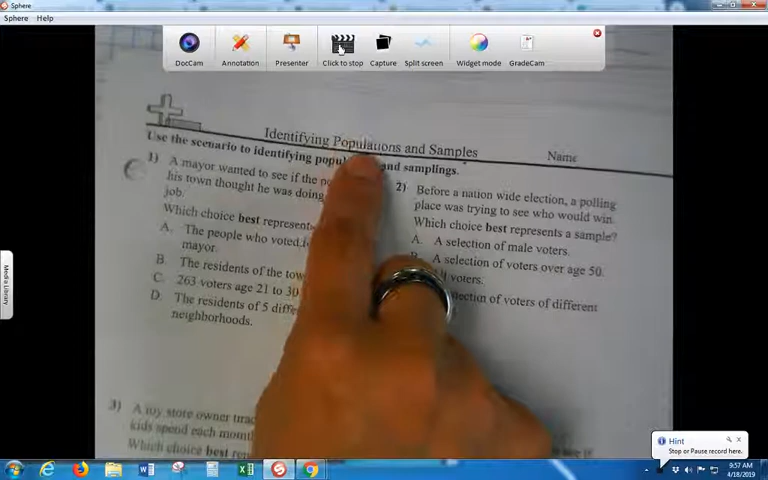 Sphere
Sphere Help
DocCam
Annotation
Presenter
Click to stop
Capture
Split screen
Widget mode
GradeCam
Media Library
Identifying Populations and Samples
Name
Use the scenario to identifying popul and samplings.
1) A mayor wanted to see if the
his town thought he was doing
job.
Which choice best represent
A. The people who voted
mayor.
B. The residents of the tow
C. 263 voters age 21 to 30
D. The residents of 5 diffe
neighborhoods.
2) Before a nation wide election, a polling
place was trying to see who would win.
Which choice best represents a sample?
A. A selection of male voters.
A selection of voters over age 50.
voters.
ection of voters of different
3) A toy store owner
kids spend each mont
Which choice best
Hint
Stop or Pause record here.
9:57 AM
4/18/2019